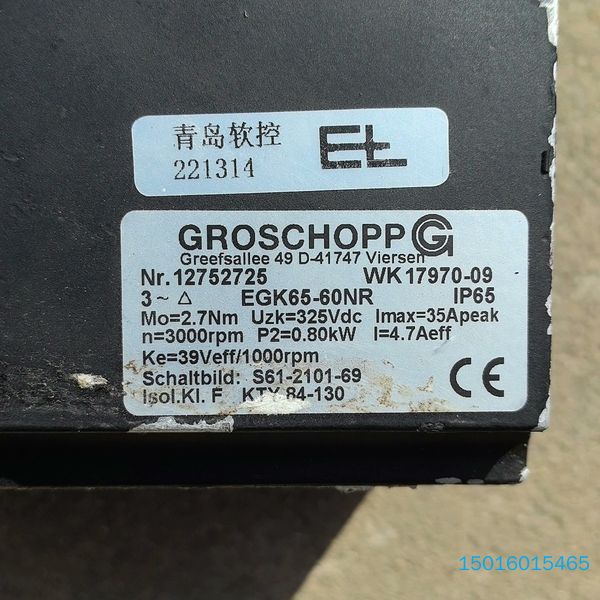 青岛软控
221314
GROSCHOPP
Greefsallee 49 D-41747 Viersen
Nr.12752725 WK17970-09
3~ △ EGK65-60NR IP65
Mo=2.7Nm Uzk=325Vdc Imax=35Apeak
n=3000rpm P2=0.80kW I=4.7Aeff
Ke=39Veff/1000rpm
Schaltbild: S61-2101-69
Isol.Kl. F KTY 84-130
CE
15016015465